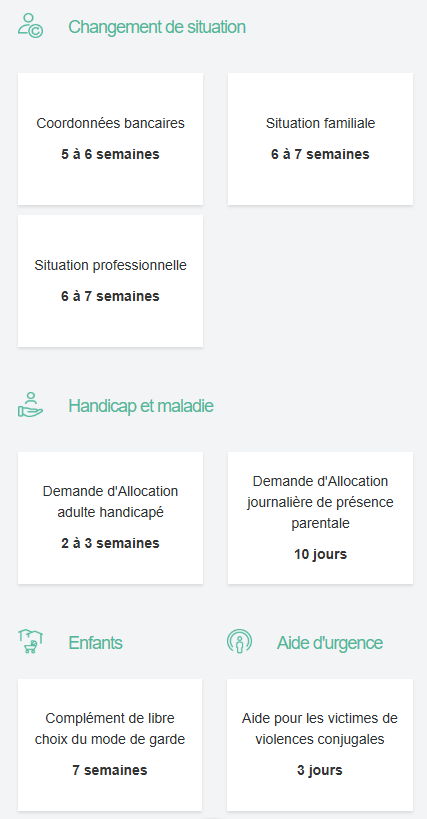 Changement de situation
Coordonnées bancaires
5 à 6 semaines
Situation familiale
6 à 7 semaines
Situation professionnelle
6 à 7 semaines
Handicap et maladie
Demande d'Allocation
adulte handicapé
2 à 3 semaines
Demande d'Allocation
journalière de présence
parentale
10 jours
Enfants
Complément de libre
choix du mode de garde
7 semaines
Aide d'urgence
Aide pour les victimes de
violences conjugales
3 jours